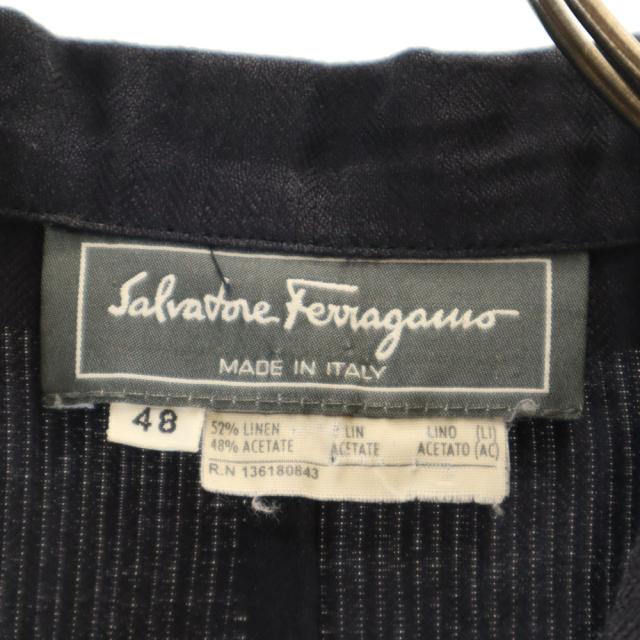 Salvatore Ferragamo
MADE IN ITALY
48
52% LINEN LIN LINO (LI)
48% ACETATE ACETATE ACETATO (AC)
R.N 136180843